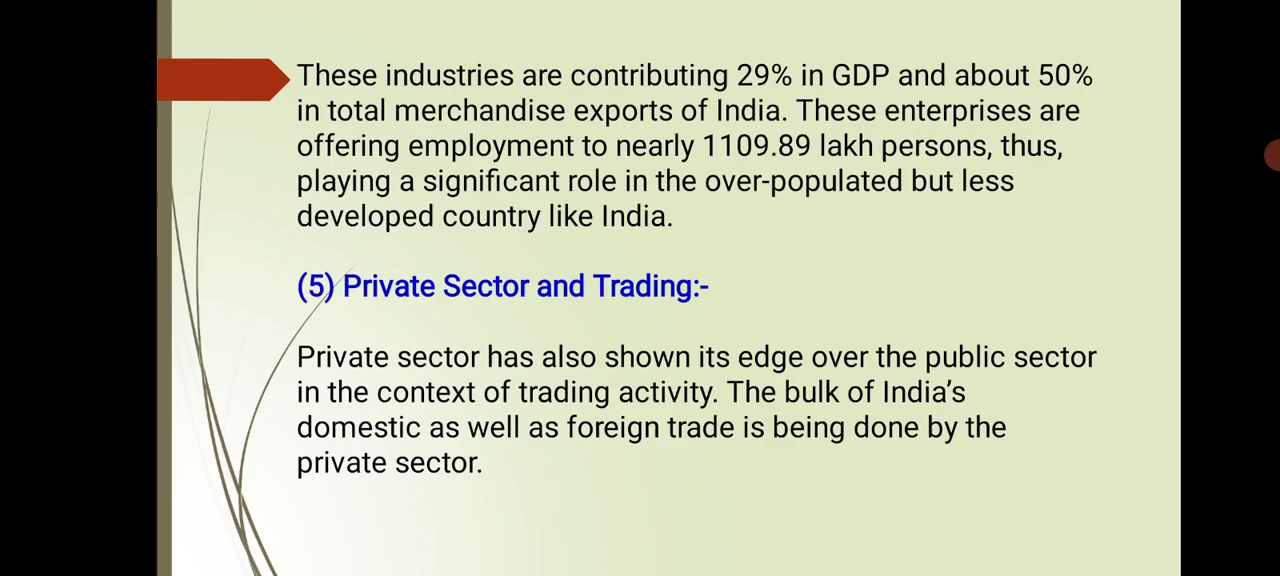 These industries are contributing 29% in GDP and about 50%
in total merchandise exports of India. These enterprises are
offering employment to nearly 1109.89 lakh persons, thus,
playing a significant role in the over-populated but less
developed country like India.
(5) Private Sector and Trading:-
Private sector has also shown its edge over the public sector
in the context of trading activity. The bulk of India’s
domestic as well as foreign trade is being done by the
private sector.